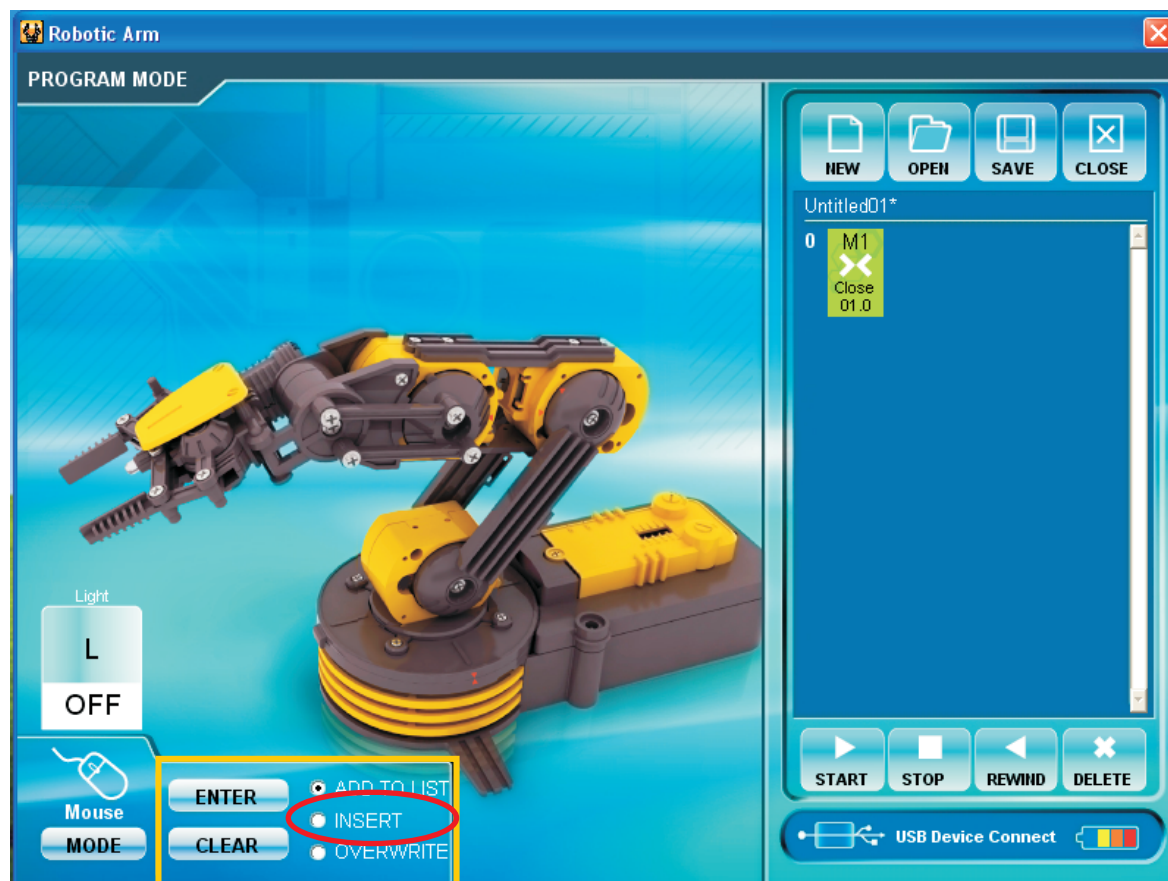 Robotic Arm
PROGRAM MODE
NEW OPEN SAVE CLOSE
Untitled01*
0 M1
Close
01.0
Light
L
OFF
Mouse
MODE
ENTER
CLEAR
ADD TO LIST
INSERT
OVERWRITE
START STOP REWIND DELETE
USB Device Connect